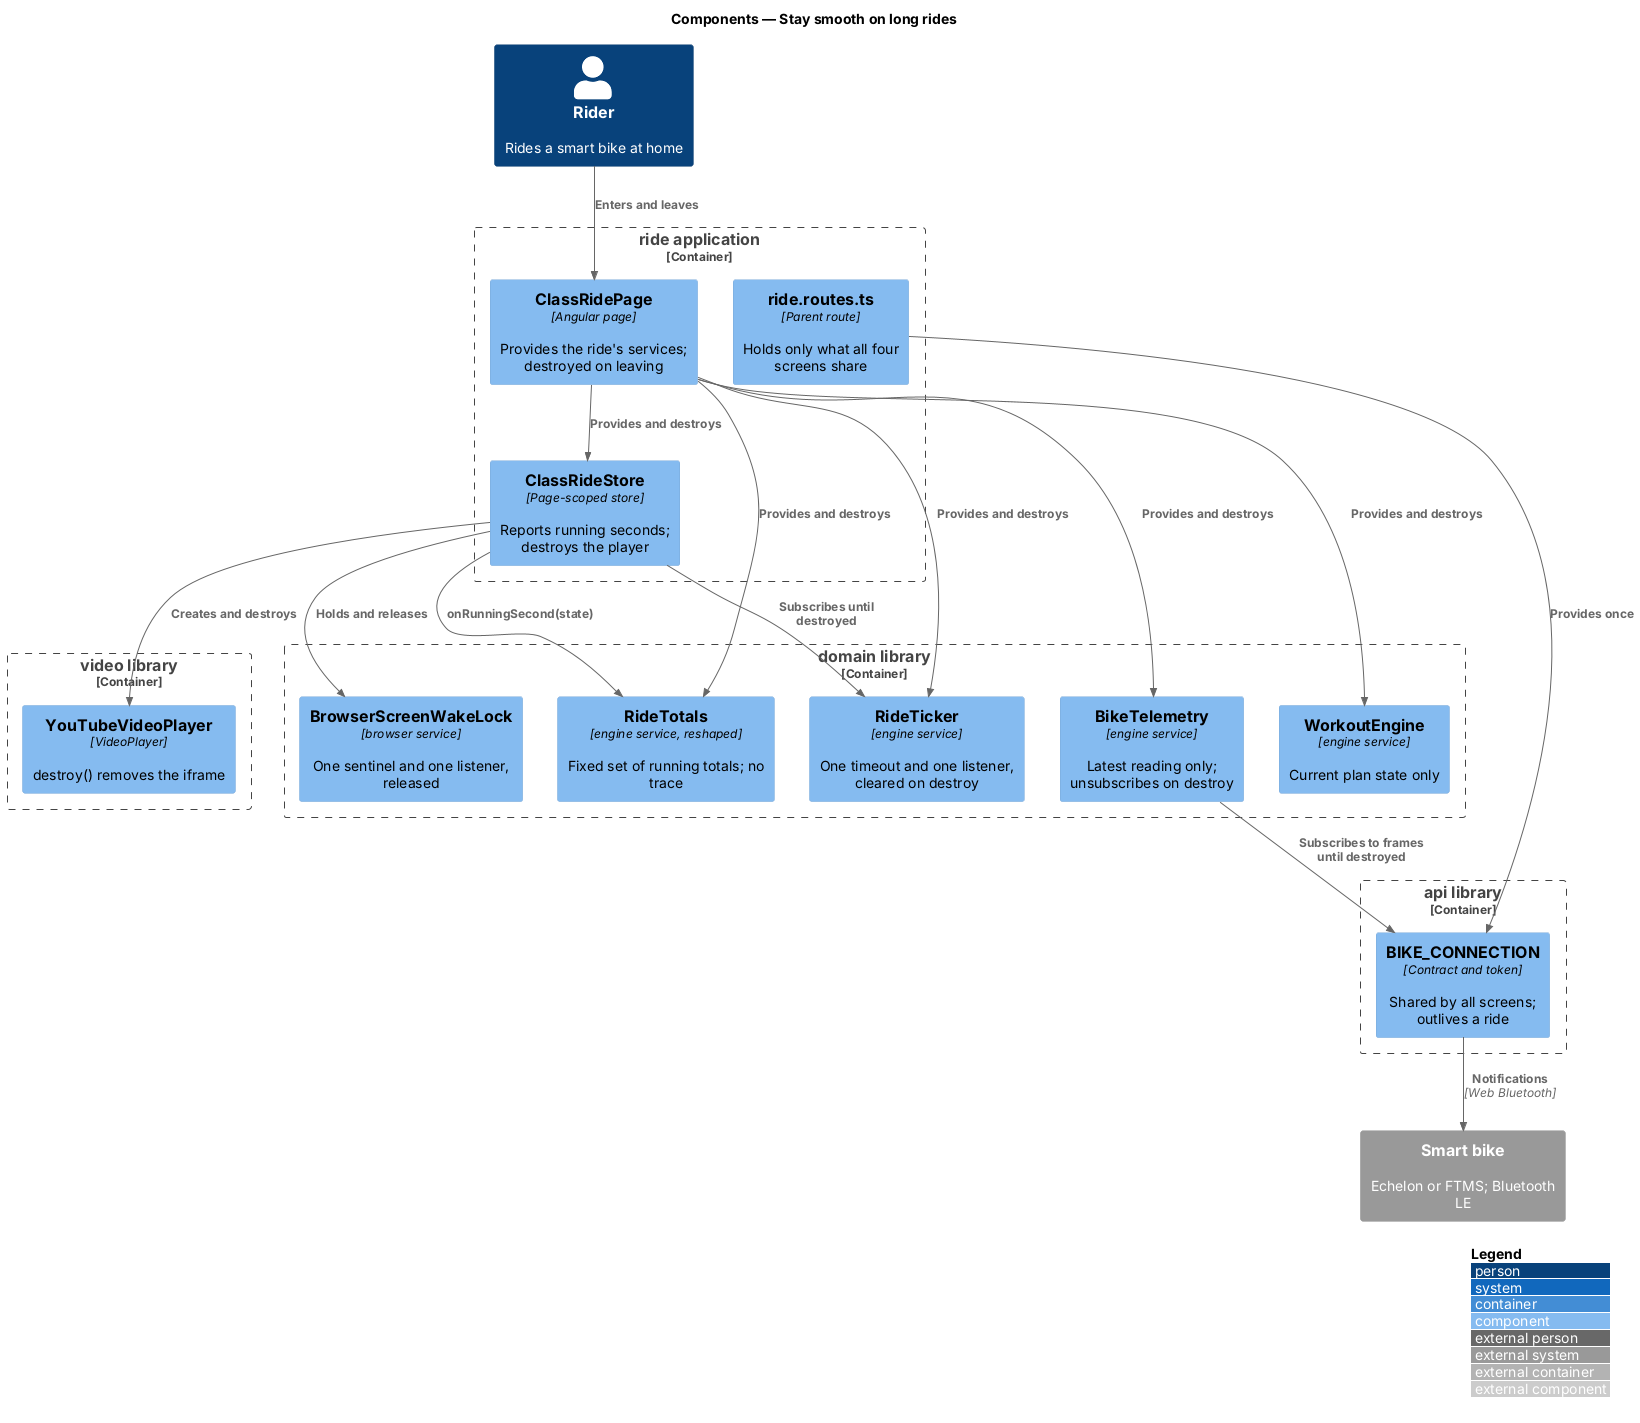 Components — Stay smooth on long rides
Rider
Rides a smart bike at home
Enters and leaves
ride application
[Container]
ClassRidePage
[Angular page]
Provides the ride's services;
destroyed on leaving
ride.routes.ts
[Parent route]
Holds only what all four
screens share
Provides and destroys
ClassRideStore
[Page-scoped store]
Reports running seconds;
destroys the player
Provides and destroys
Provides and destroys
Provides and destroys
Provides and destroys
Creates and destroys
Holds and releases
onRunningSecond(state)
Subscribes until
destroyed
Provides once
video library
[Container]
YouTubeVideoPlayer
[VideoPlayer]
destroy() removes the iframe
domain library
[Container]
BrowserScreenWakeLock
[browser service]
One sentinel and one listener,
released
RideTotals
[engine service, reshaped]
Fixed set of running totals; no
trace
RideTicker
[engine service]
One timeout and one listener,
cleared on destroy
BikeTelemetry
[engine service]
Latest reading only;
unsubscribes on destroy
WorkoutEngine
[engine service]
Current plan state only
Subscribes to frames
until destroyed
api library
[Container]
BIKE_CONNECTION
[Contract and token]
Shared by all screens;
outlives a ride
Notifications
[Web Bluetooth]
Smart bike
Echelon or FTMS; Bluetooth
LE
Legend
person
system
container
component
external person
external system
external container
external component